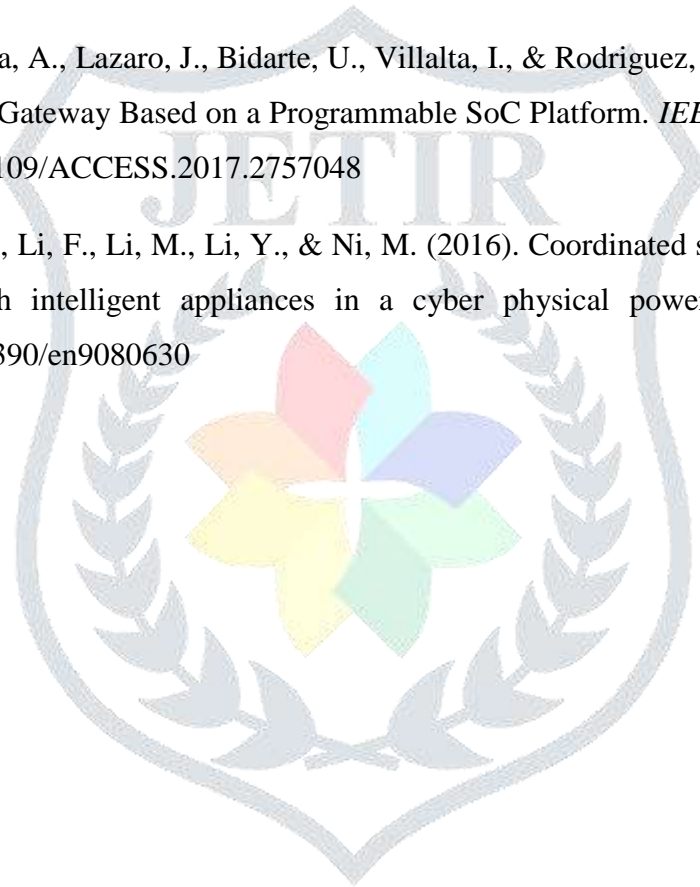 a, A., Lazaro, J., Bidarte, U., Villalta, I., & Rodriguez,
Gateway Based on a Programmable SoC Platform. IEE
109/ACCESS.2017.2757048
JETIR
, Li, F., Li, M., Li, Y., & Ni, M. (2016). Coordinated s
h intelligent appliances in a cyber physical power
390/en9080630